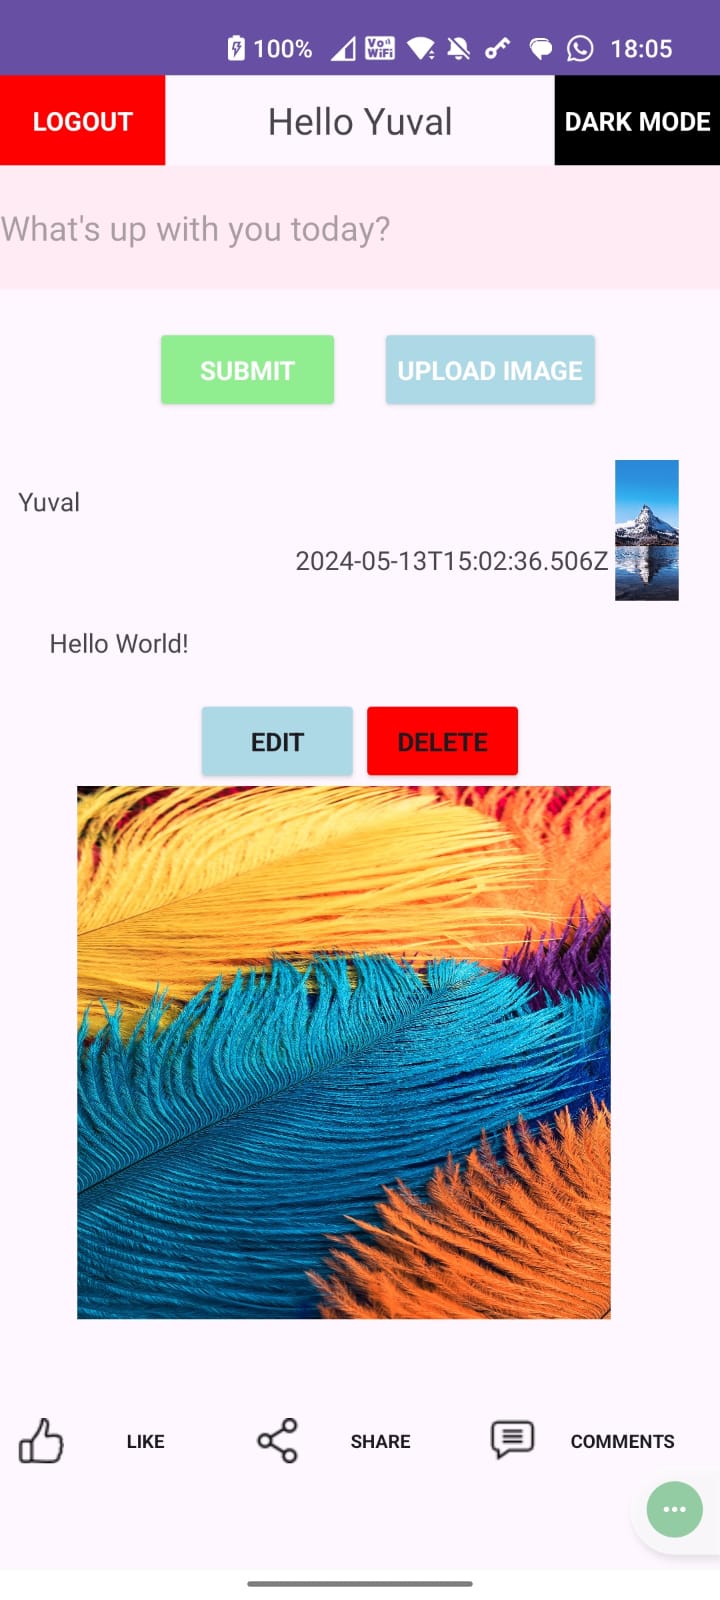 100% Vo WiFi 18:05
LOGOUT Hello Yuval DARK MODE
What's up with you today?
SUBMIT UPLOAD IMAGE
Yuval
2024-05-13T15:02:36.506Z
Hello World!
EDIT DELETE
LIKE SHARE COMMENTS